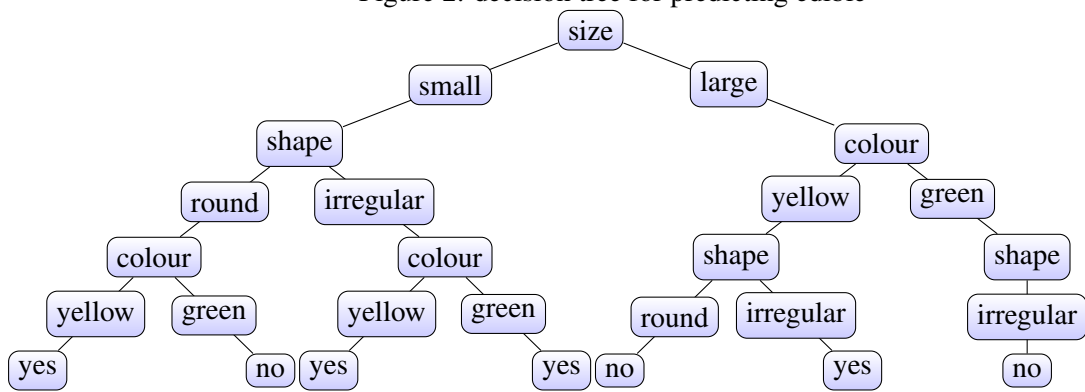 Figure 2: decision tree for predicting edible
size
small large
shape colour
round irregular yellow green
colour colour shape shape
yellow green yellow green round irregular irregular
yes no yes yes no yes no